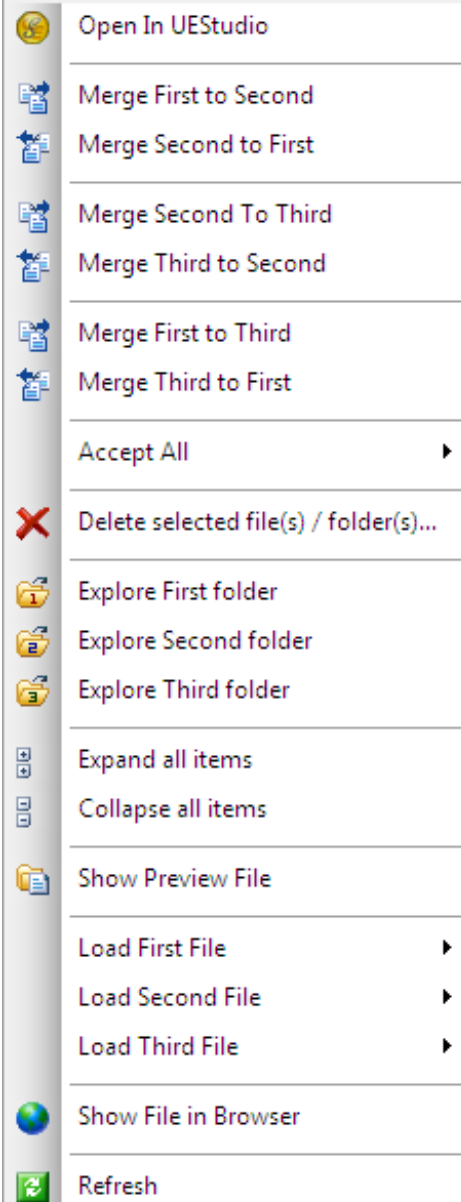 Open In UEStudio
Merge First to Second
Merge Second to First
Merge Second To Third
Merge Third to Second
Merge First to Third
Merge Third to First
Accept All
Delete selected file(s) / folder(s)...
1 Explore First folder
2 Explore Second folder
3 Explore Third folder
Expand all items
Collapse all items
Show Preview File
Load First File
Load Second File
Load Third File
Show File in Browser
Refresh